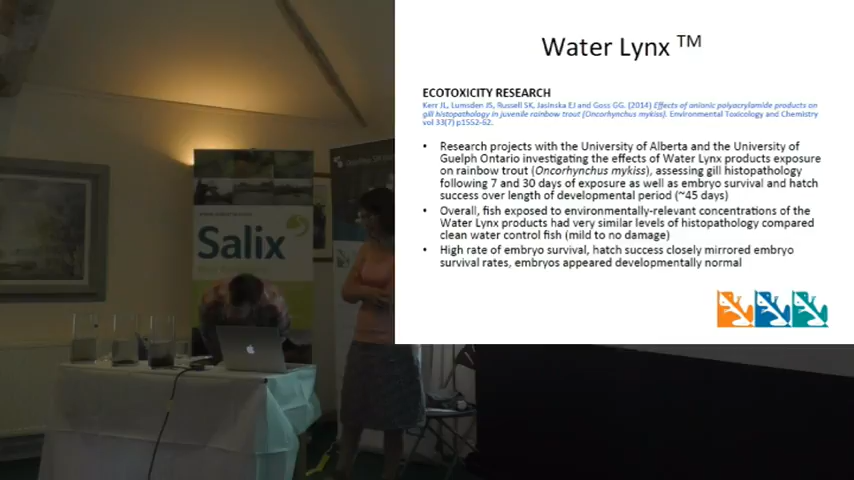 Water Lynx ™
ECOTOXICITY RESEARCH
Kerr JL, Lumsden JS, Russell SK, Jasinska EJ and Goss GG. (2014) Effects of anionic polyacrylamide products on
gill histopathology in juvenile rainbow trout (Oncorhynchus mykiss). Environmental Toxicology and Chemistry
vol 33(7) p1552-62.
• Research projects with the University of Alberta and the University of
Guelph Ontario investigating the effects of Water Lynx products exposure
on rainbow trout (Oncorhynchus mykiss), assessing gill histopathology
following 7 and 30 days of exposure as well as embryo survival and hatch
success over length of developmental period (~45 days)
• Overall, fish exposed to environmentally-relevant concentrations of the
Water Lynx products had very similar levels of histopathology compared
clean water control fish (mild to no damage)
• High rate of embryo survival, hatch success closely mirrored embryo
survival rates, embryos appeared developmentally normal
Salix